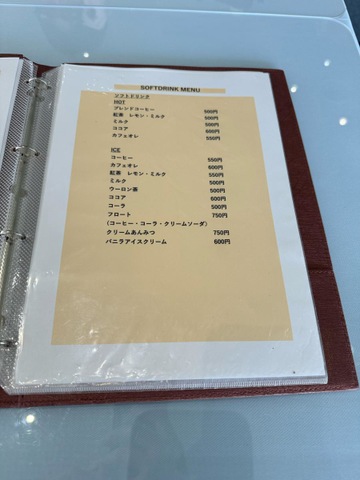 SOFTDRINK MENU
ソフトドリンク
HOT
ブレンドコーヒー 500円
紅茶 レモン・ミルク 500円
ミルク 500円
ココア 600円
カフェオレ 550円
ICE
コーヒー 550円
カフェオレ 600円
紅茶 レモン・ミルク 550円
ミルク 500円
ウーロン茶 500円
ココア 600円
コーラ 500円
フロート 750円
(コーヒー・コーラ・クリームソーダ)
クリームあんみつ 750円
バニラアイスクリーム 600円